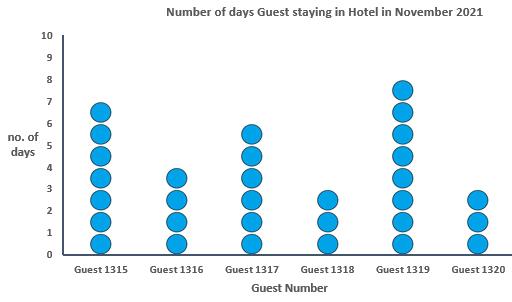 Number of days Guest staying in Hotel in November 2021
10
9
8
7
6
5
4
3
2
1
0
no. of
days
Guest 1315 Guest 1316 Guest 1317 Guest 1318 Guest 1319 Guest 1320
Guest Number